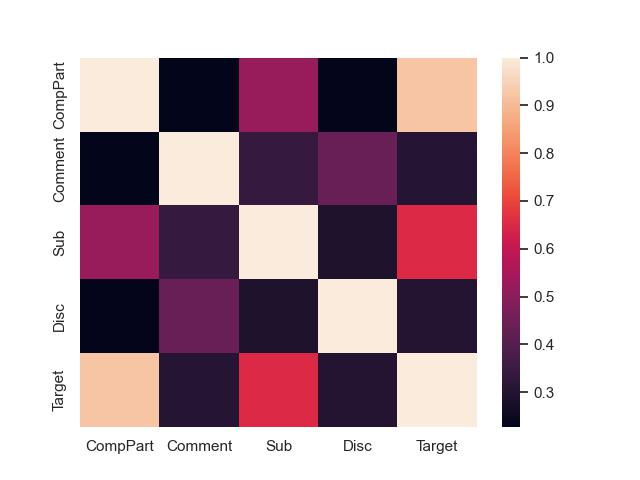 CompPart
Comment
Sub
Disc
Target
CompPart Comment Sub Disc Target
1.0
0.9
0.8
0.7
0.6
0.5
0.4
0.3